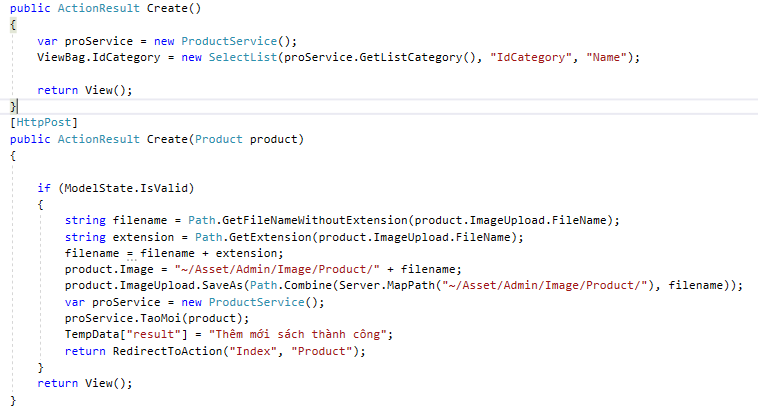 public ActionResult Create()
{
var proService = new ProductService();
ViewBag.IdCategory = new SelectList(proService.GetListCategory(), "IdCategory", "Name");
return View();
}
[HttpPost]
public ActionResult Create(Product product)
{
if (ModelState.IsValid)
{
string filename = Path.GetFileNameWithoutExtension(product.ImageUpload.FileName);
string extension = Path.GetExtension(product.ImageUpload.FileName);
filename = filename + extension;
product.Image = "~/Asset/Admin/Image/Product/" + filename;
product.ImageUpload.SaveAs(Path.Combine(Server.MapPath("~/Asset/Admin/Image/Product/"), filename));
var proService = new ProductService();
proService.TaoMoi(product);
TempData["result"] = "Thêm mới sách thành công";
return RedirectToAction("Index", "Product");
}
return View();
}